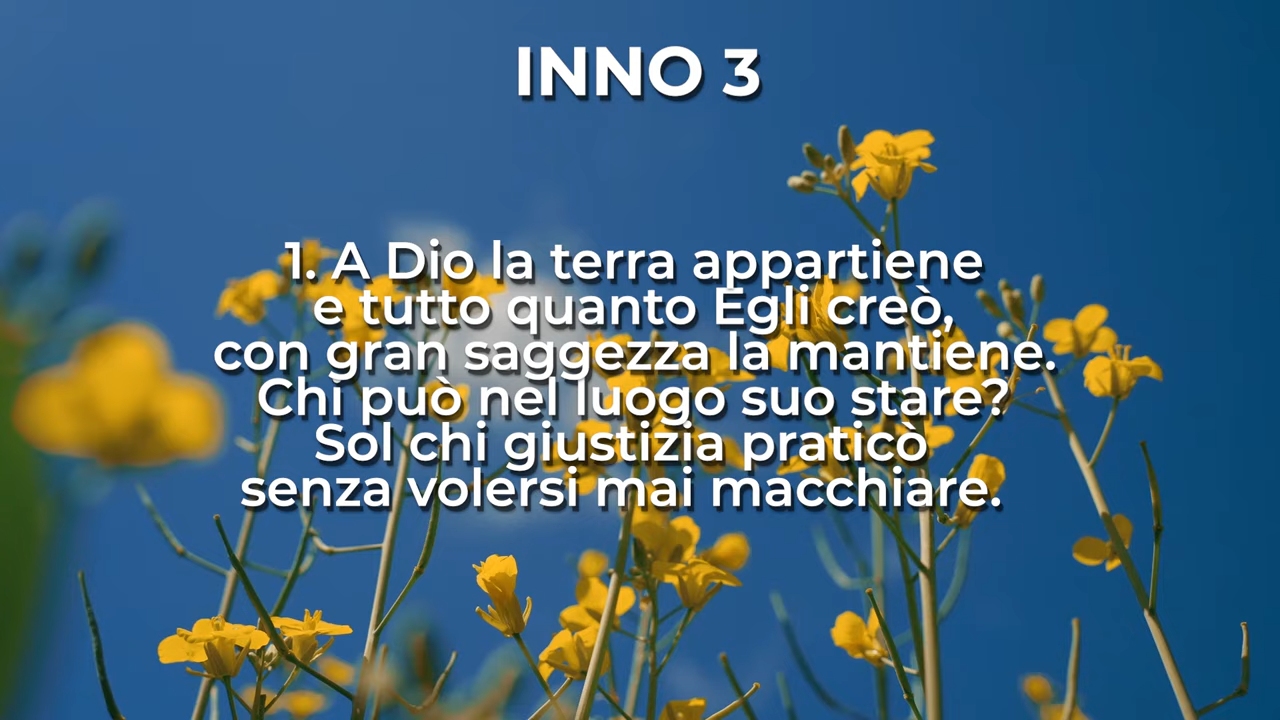 INNO 3
1. A Dio la terra appartiene
e tutto quanto Egli creò,
con gran saggezza la mantiene.
Chi può nel luogo suo stare?
Sol chi giustizia praticò
senza volersi mai macchiare.